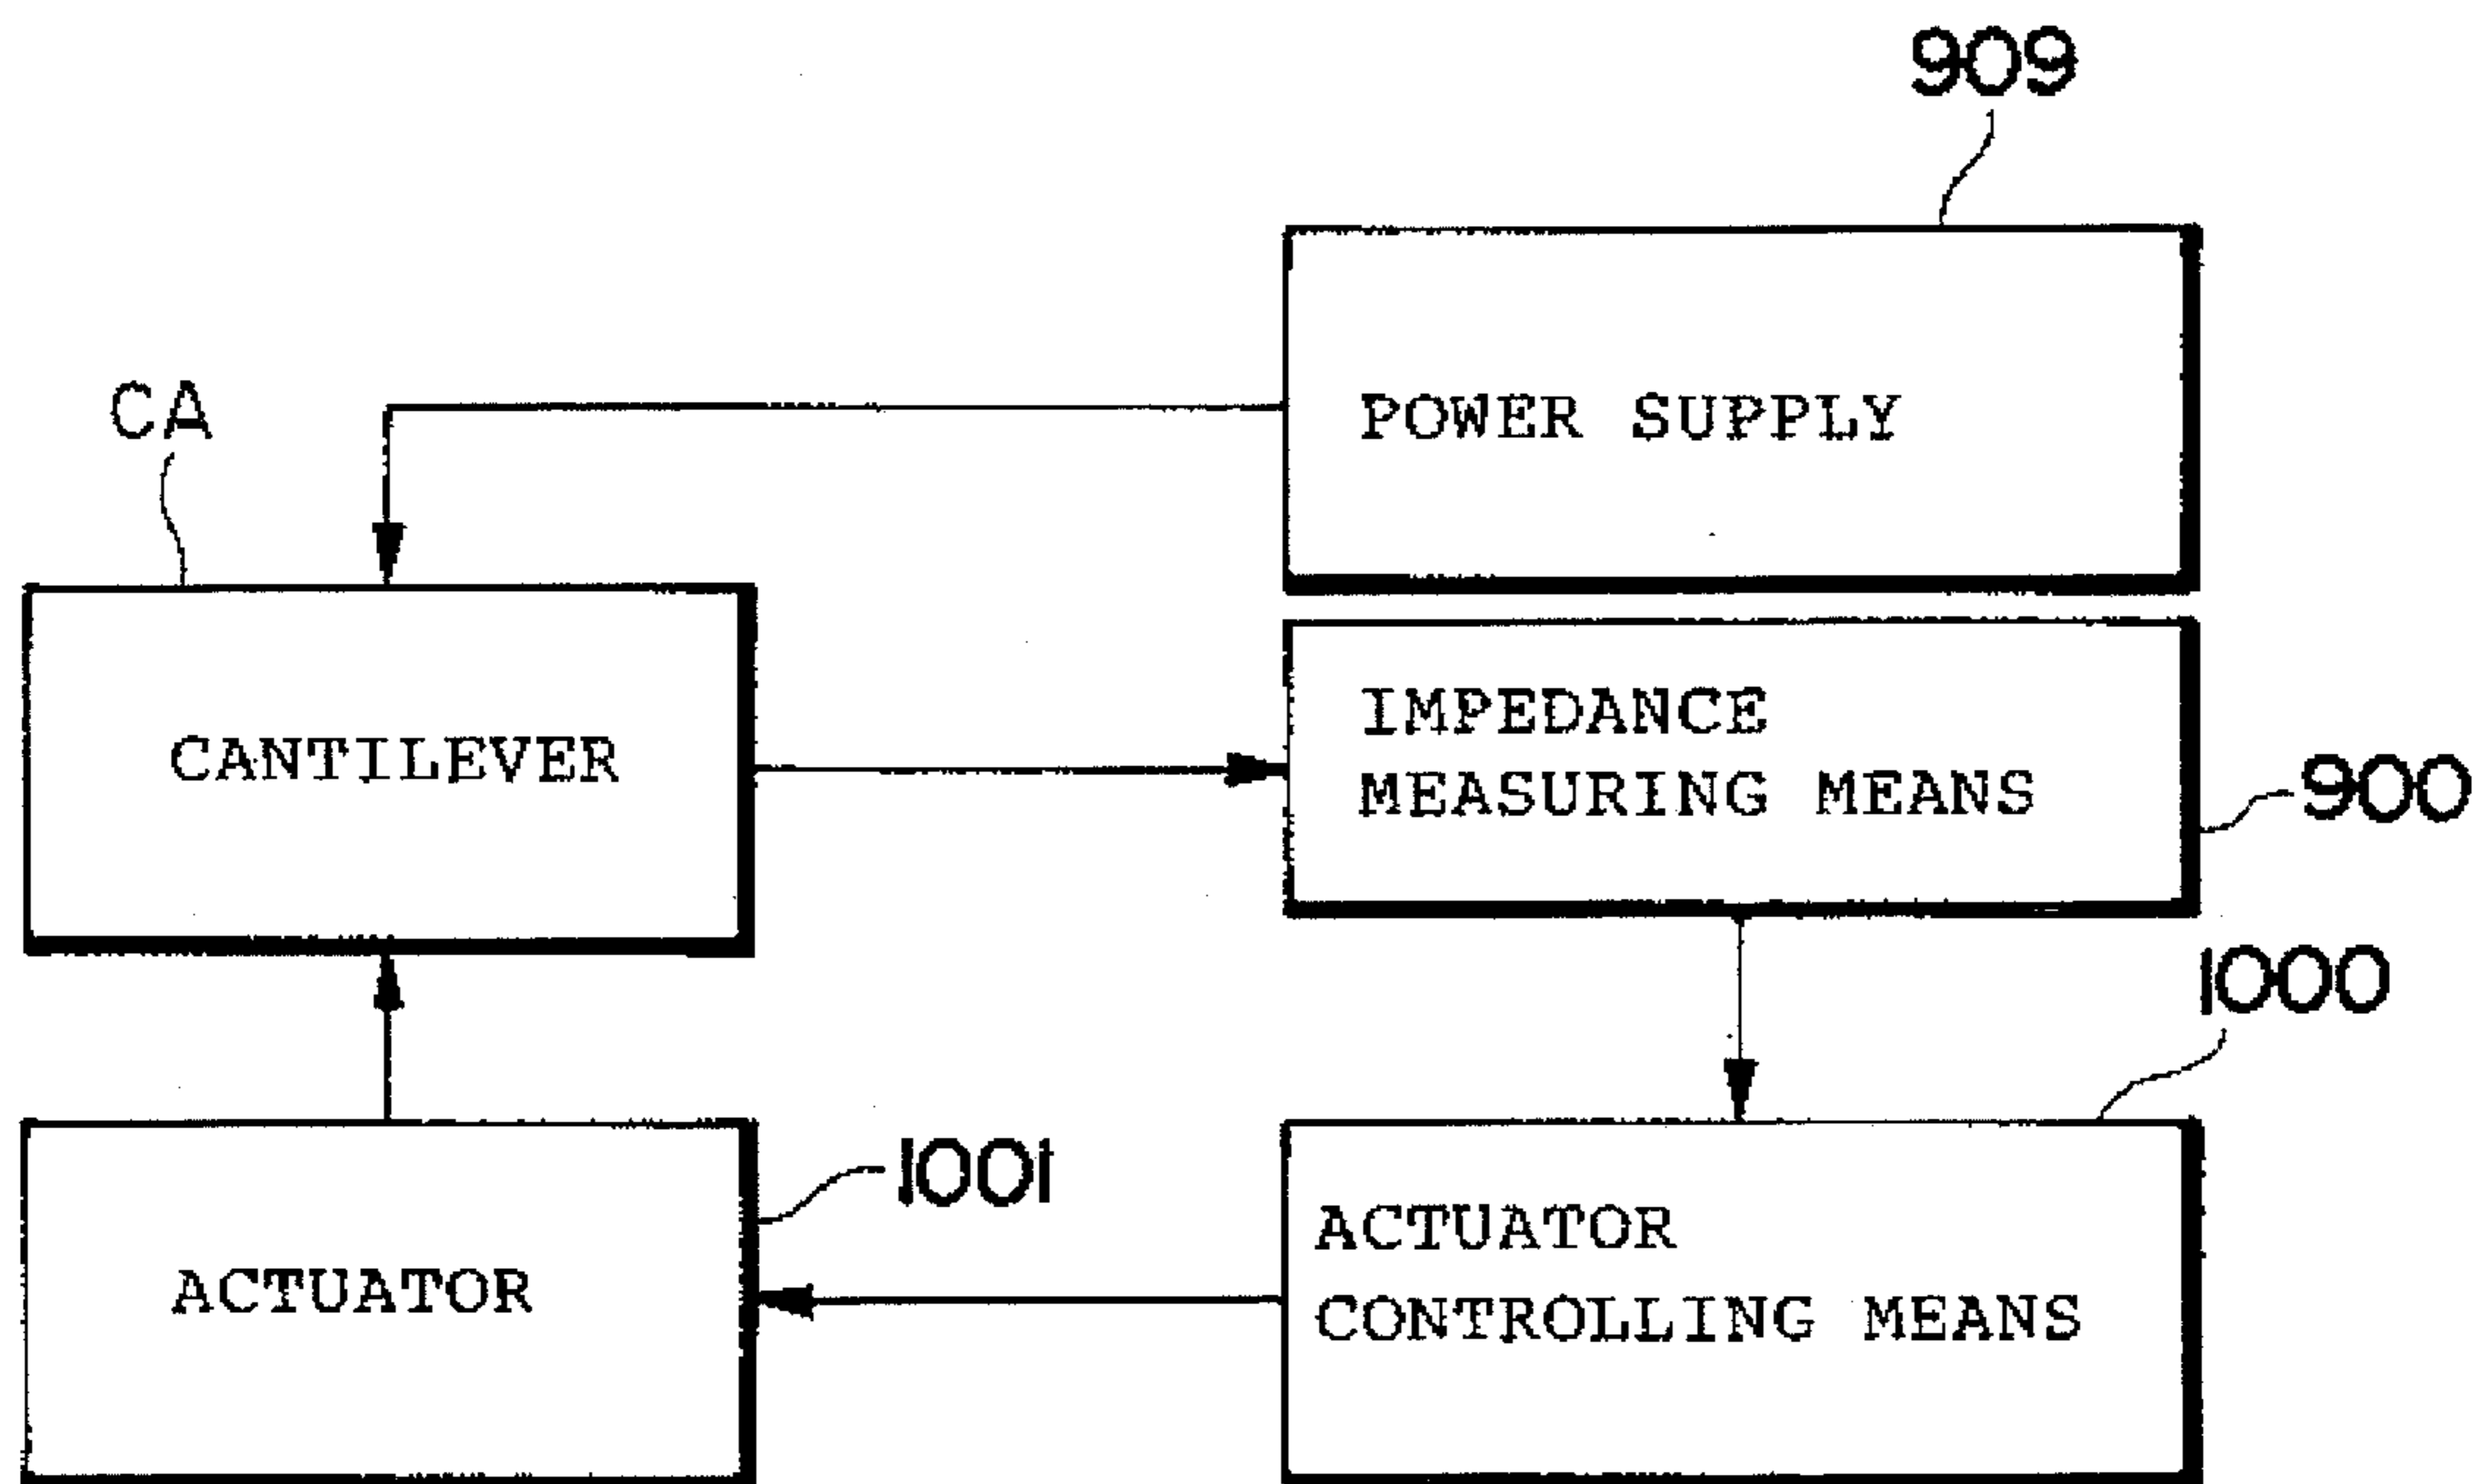 909
POWER SUPPLY
CA
CANTILEVER
IMPEDANCE
MEASURING MEANS
900
1000
1001
ACTUATOR
ACTUATOR
CONTROLLING MEANS